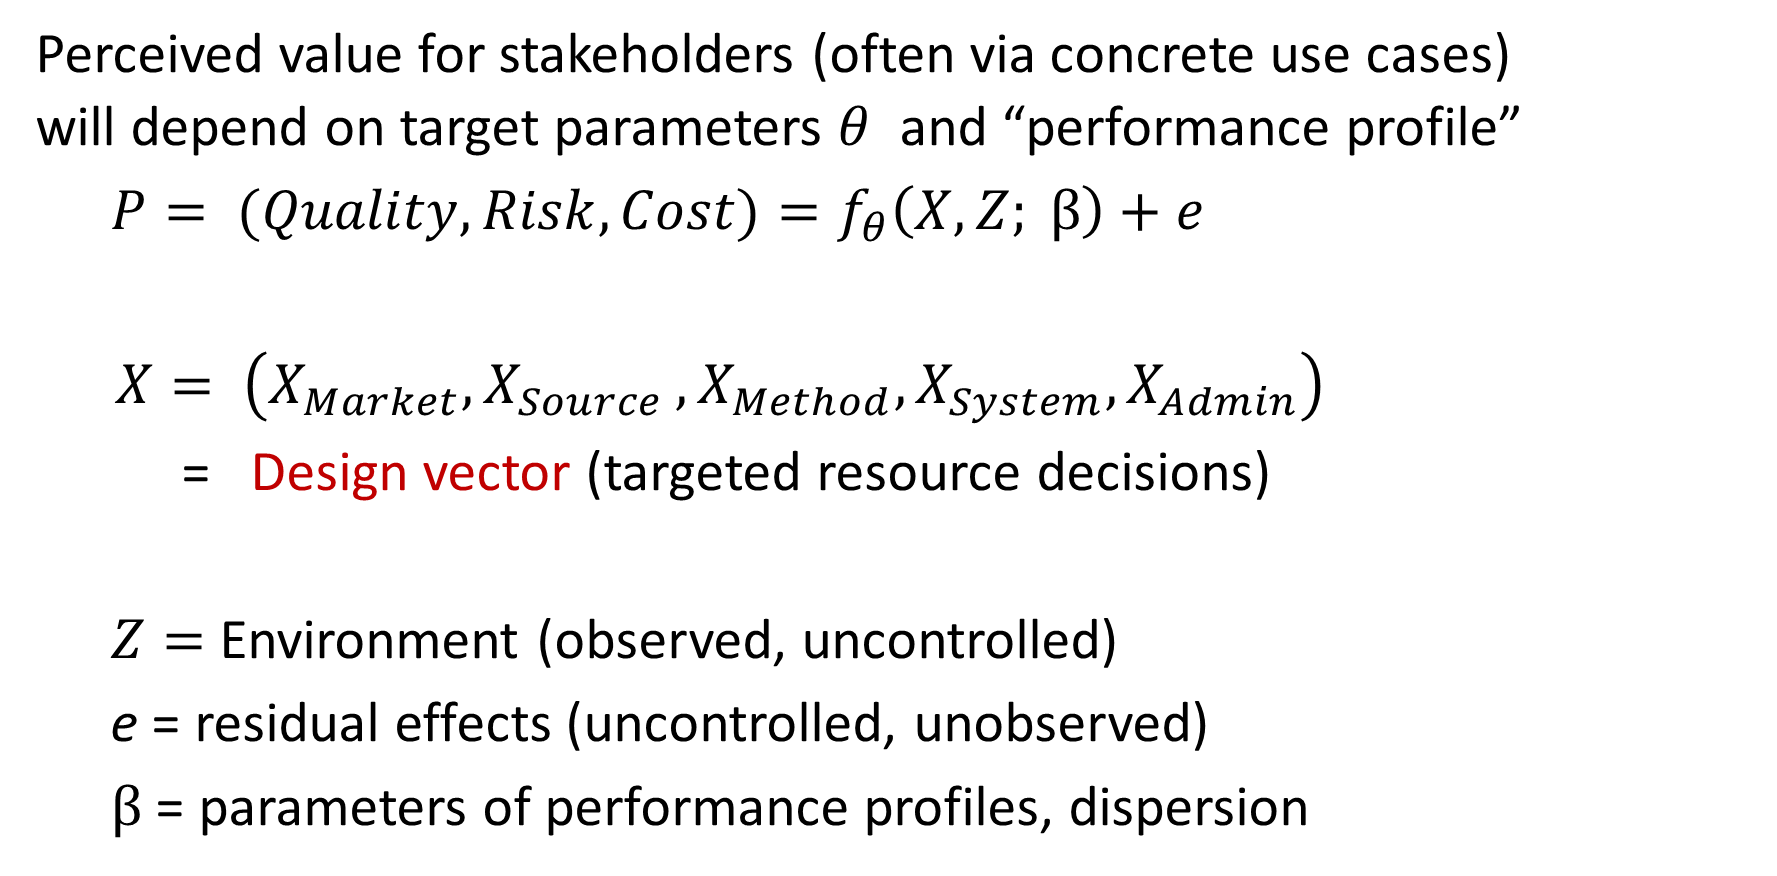 Perceived value for stakeholders (often via concrete use cases)
will depend on target parameters θ and “performance profile”
P = (Quality, Risk, Cost) = f_θ(X, Z; β) + e
X = (X_Market, X_Source , X_Method, X_System, X_Admin)
= Design vector (targeted resource decisions)
Z = Environment (observed, uncontrolled)
e = residual effects (uncontrolled, unobserved)
β = parameters of performance profiles, dispersion